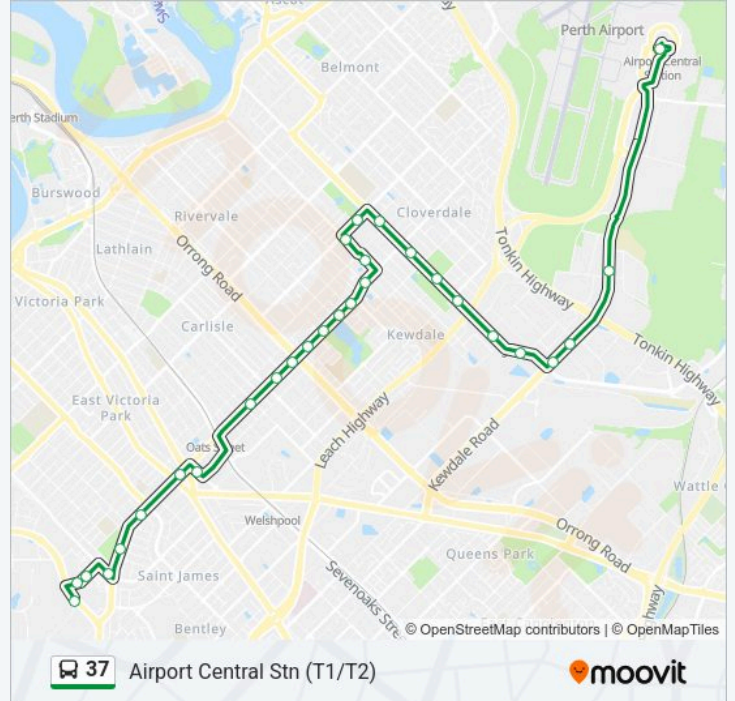 Ascot
Perth Airport
Airport Central
Station
Belmont
erth Stadium
Burswood
Rivervale
Cloverdale
Lathlain
Orrong Road
Tonkin Highway
Victoria Park
Carlisle
Kewdale
Tonkin Highway
East Victoria
Park
Leach Highway
Oats Street
Kewdale Road
Wattle
Welshpool
Orrong Road
Queens Park
Saint James
Sevenoaks Stre
hway
Bentley
© OpenStreetMap contributors | © OpenMapTiles
37 Airport Central Stn (T1/T2)
moovit